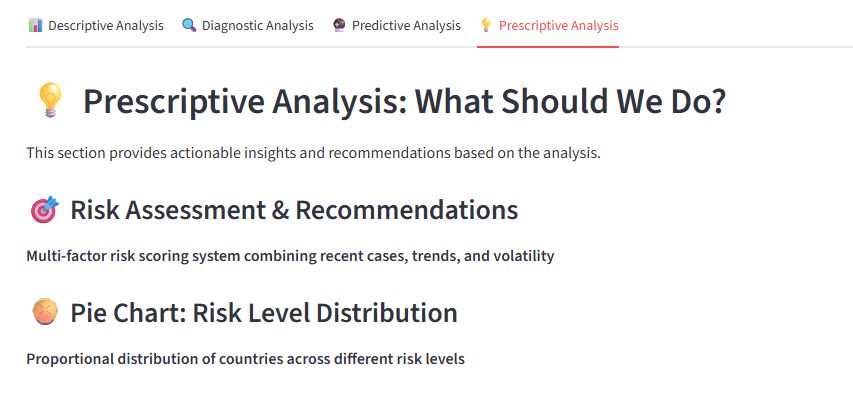 Descriptive Analysis Diagnostic Analysis Predictive Analysis Prescriptive Analysis
Prescriptive Analysis: What Should We Do?
This section provides actionable insights and recommendations based on the analysis.
Risk Assessment & Recommendations
Multi-factor risk scoring system combining recent cases, trends, and volatility
Pie Chart: Risk Level Distribution
Proportional distribution of countries across different risk levels